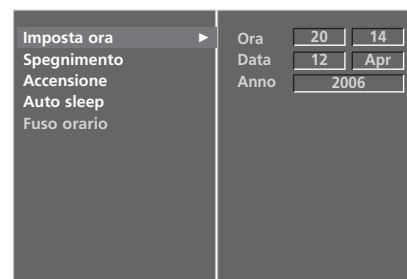 Imposta ora ►
Spegnimento
Accensione
Auto sleep
Fuso orario
Ora 20 14
Data 12 Apr
Anno 2006